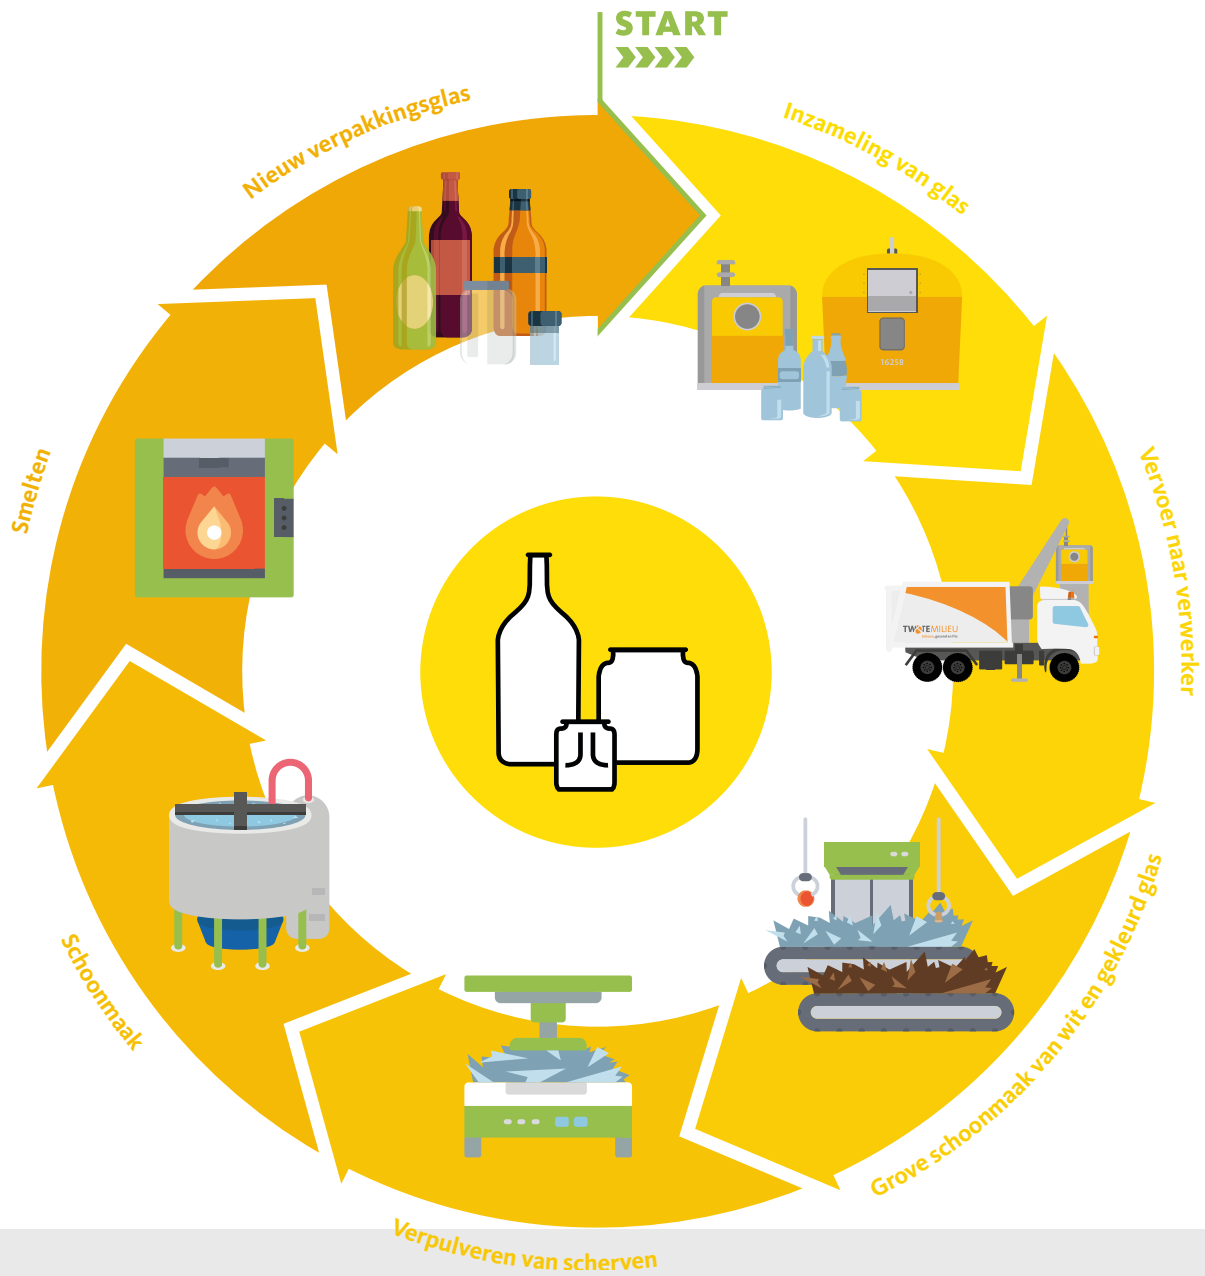 START
Inzameling van glas
16258
Vervoer naar verwerker
TWENTEMILIEU
Grove schoonmaak van wit en gekleurd glas
Verpulveren van scherven
Schoonmaak
Smelten
Nieuw verpakkingsglas